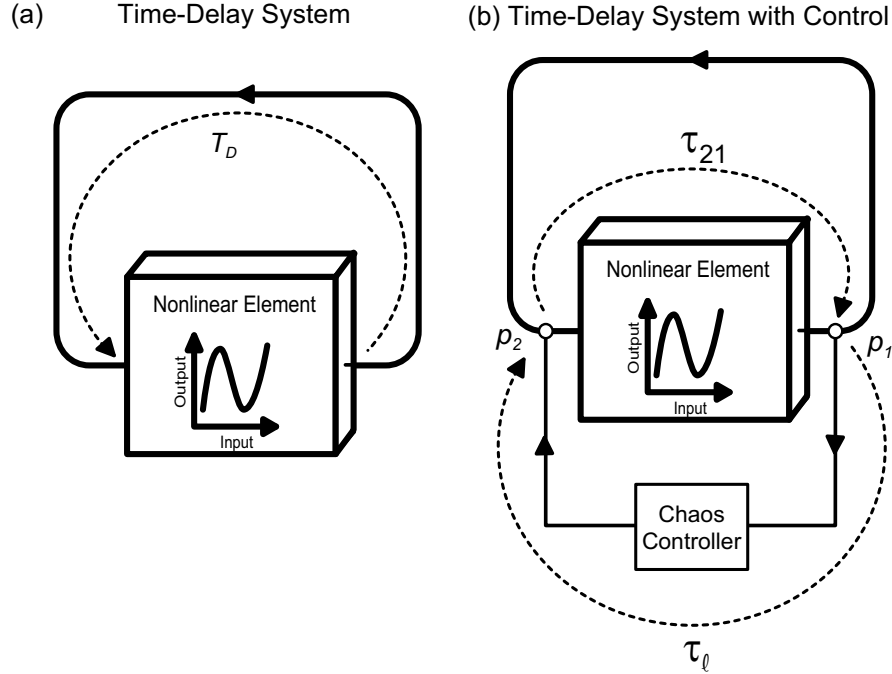 (a) Time-Delay System
T_D
Nonlinear Element
Output
Input
(b) Time-Delay System with Control
τ₂₁
Nonlinear Element
Output
Input
p₂
p₁
Chaos
Controller
τ_ℓ